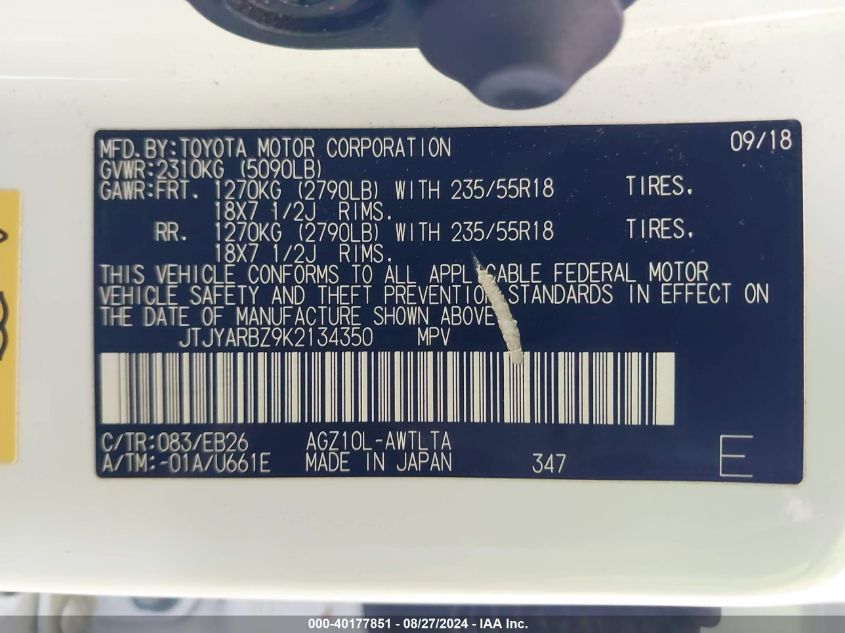 MFD.BY:TOYOTA MOTOR CORPORATION 09/18
GVWR:2310KG (5090LB)
GAWR:FRT. 1270KG (2790LB) WITH 235/55R18 TIRES.
18X7 1/2J RIMS.
RR. 1270KG (2790LB) WITH 235/55R18 TIRES.
18X7 1/2J RIMS.
THIS VEHICLE CONFORMS TO ALL APPLICABLE FEDERAL MOTOR
VEHICLE SAFETY AND THEFT PREVENTION STANDARDS IN EFFECT ON
THE DATE OF MANUFACTURE SHOWN ABOVE.
JTJYARBZ9K2134350 MPV
C/TR:083/EB26 AGZ10L-AWTLTA
A/TM:-01A/U661E MADE IN JAPAN 347 E
000-40177851 - 08/27/2024 - Copyright © IAA, Inc.